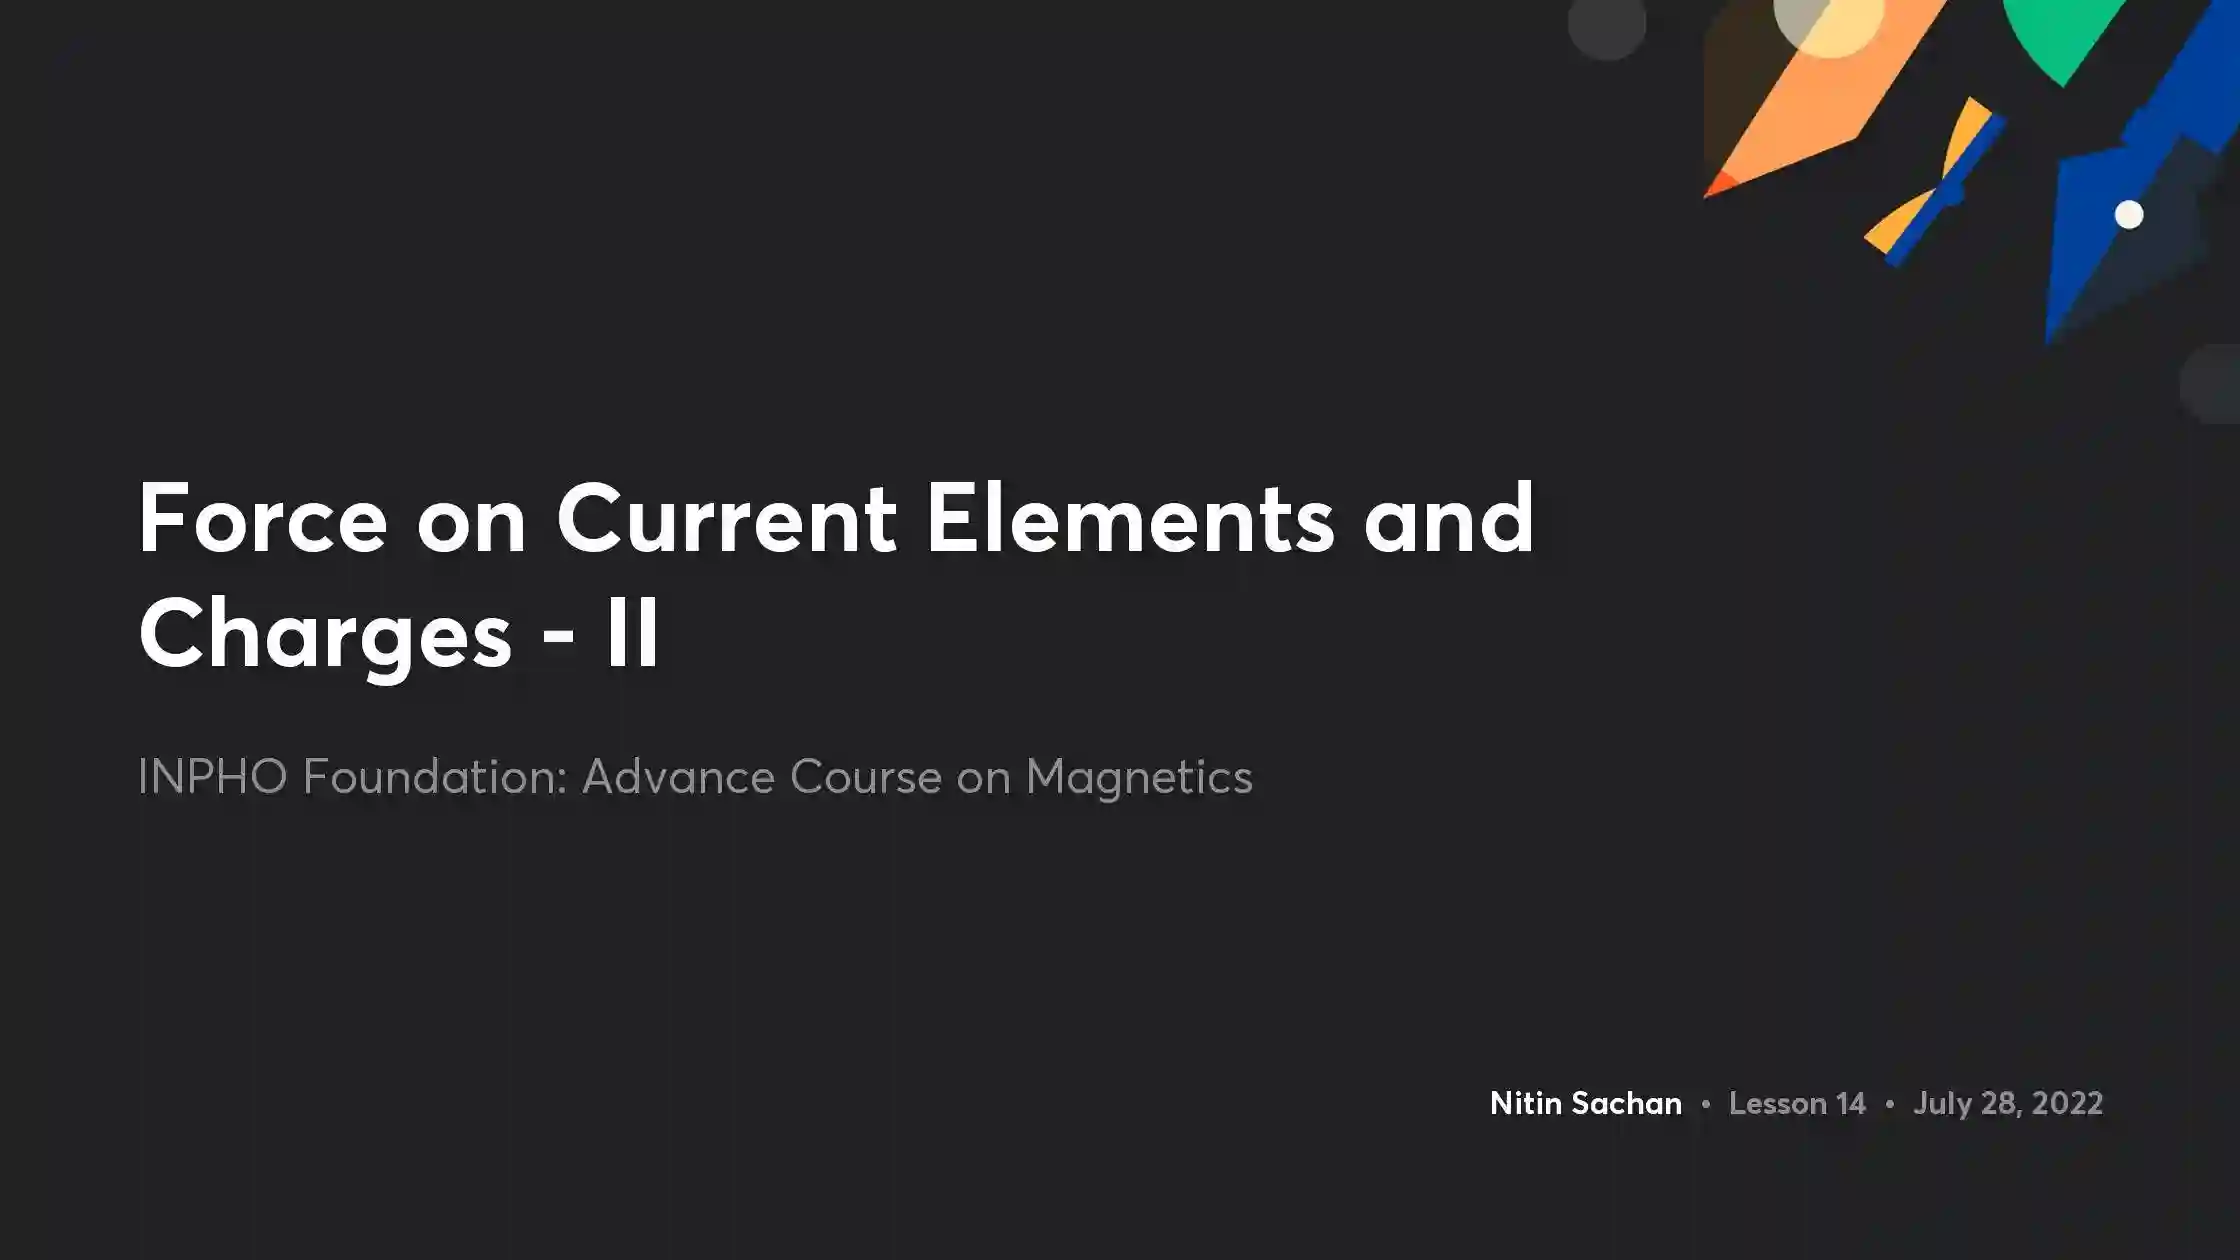 Force on Current Elements and
Charges - II
INPHO Foundation: Advance Course on Magnetics
Nitin Sachan • Lesson 14 • July 28, 2022